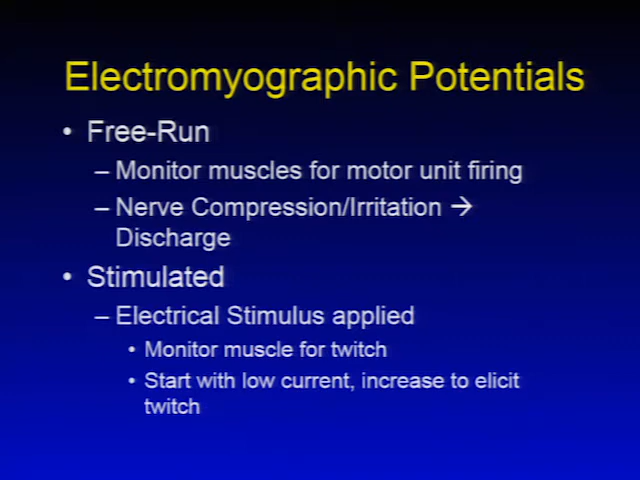 Electromyographic Potentials
• Free-Run
– Monitor muscles for motor unit firing
– Nerve Compression/Irritation →
Discharge
• Stimulated
– Electrical Stimulus applied
• Monitor muscle for twitch
• Start with low current, increase to elicit
twitch